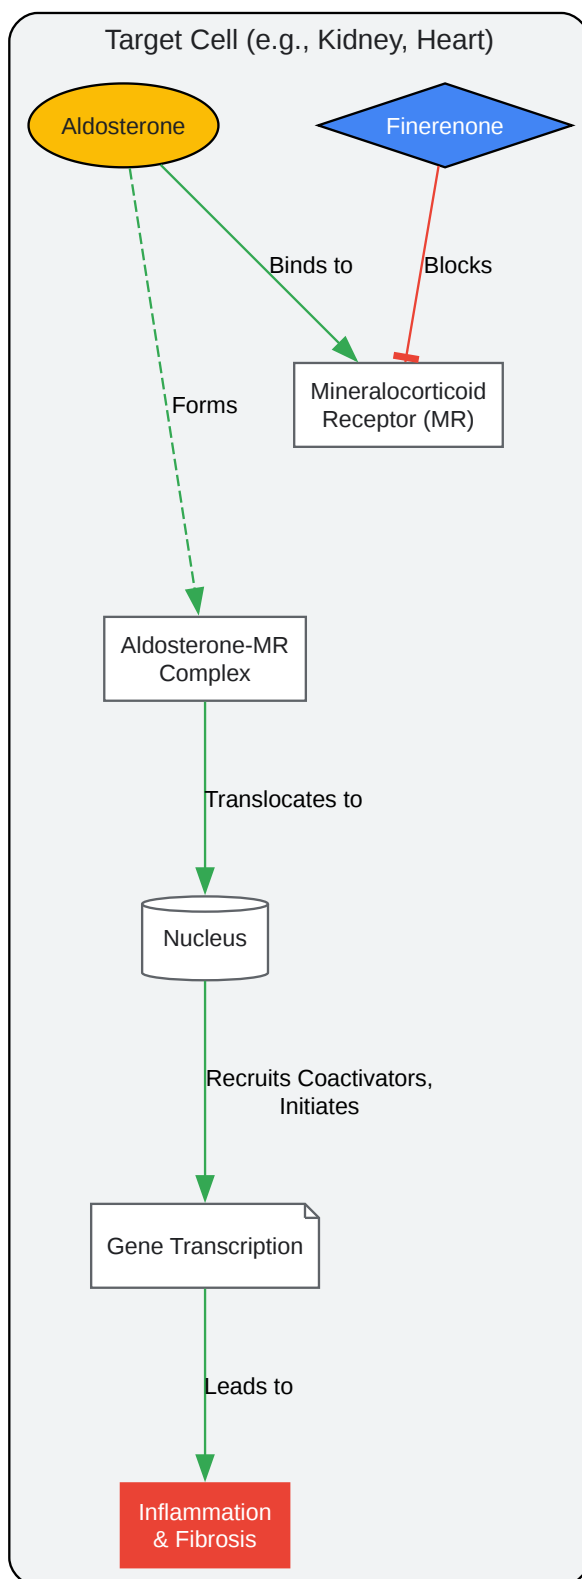 Target Cell (e.g., Kidney, Heart)
Aldosterone
Finerenone
Binds to
Blocks
Mineralocorticoid
Receptor (MR)
Forms
Aldosterone-MR
Complex
Translocates to
Nucleus
Recruits Coactivators,
Initiates
Gene Transcription
Leads to
Inflammation
& Fibrosis